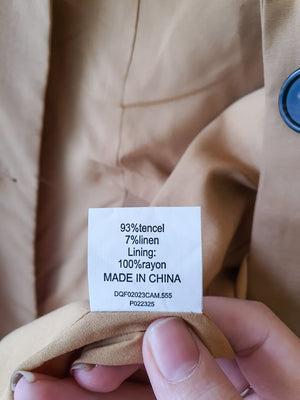 93%tencel
7%linen
Lining:
100%rayon
MADE IN CHINA
DQF02023CAM.555
P022325